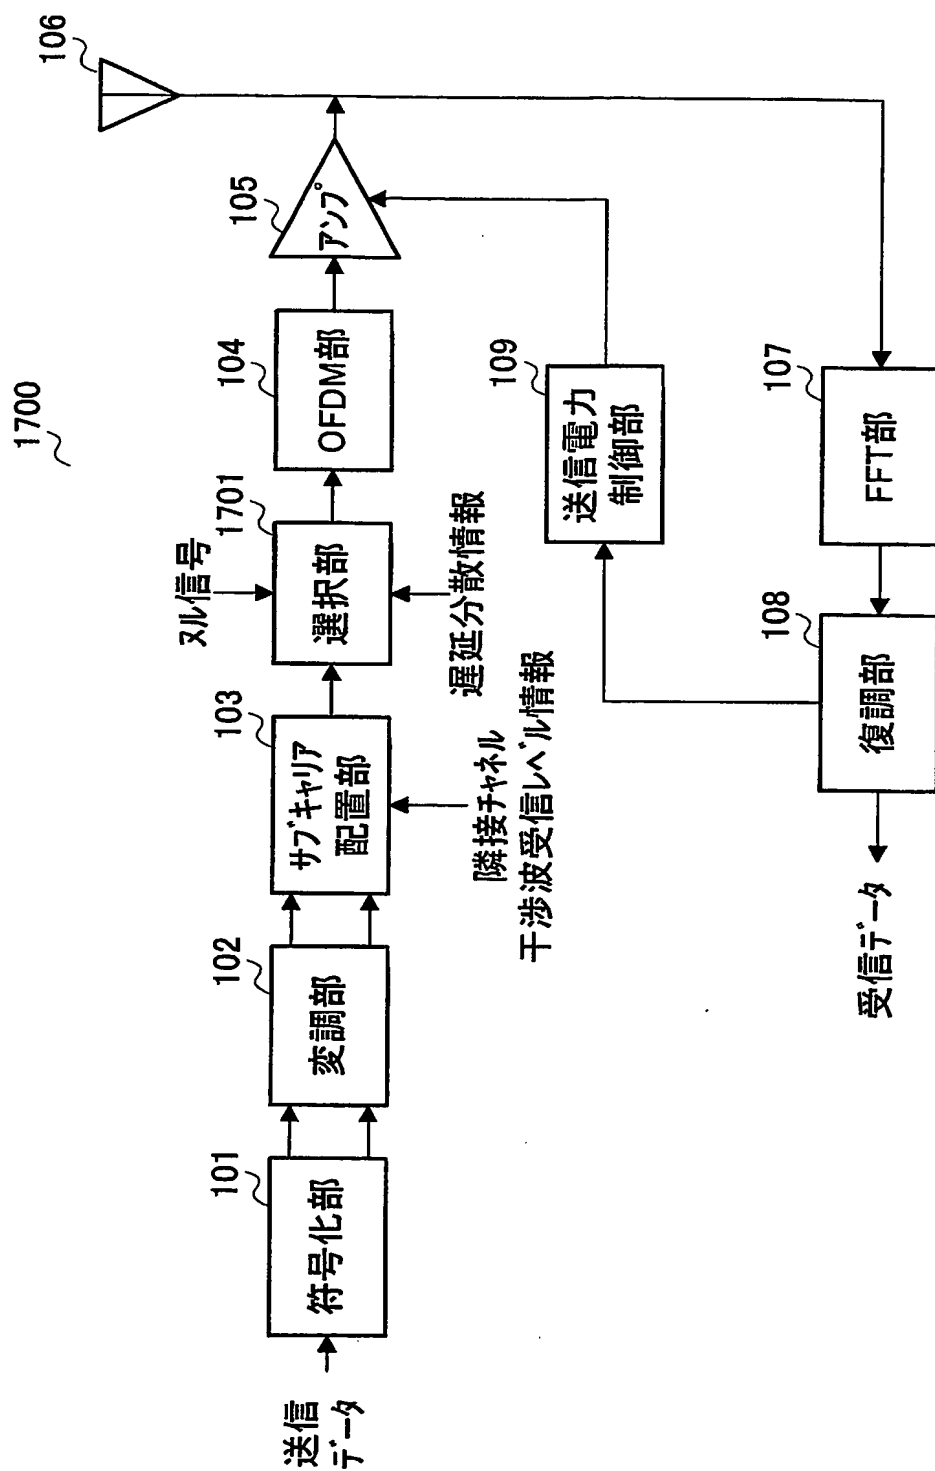 1700
106
105
アンプ
104
OFDM部
1701
ヌル信号
選択部
遅延分散情報
103
サブキャリア
配置部
隣接チャネル
干渉波受信レベル情報
102
変調部
101
符号化部
送信
データ
109
送信電力
制御部
107
FFT部
108
復調部
受信データ